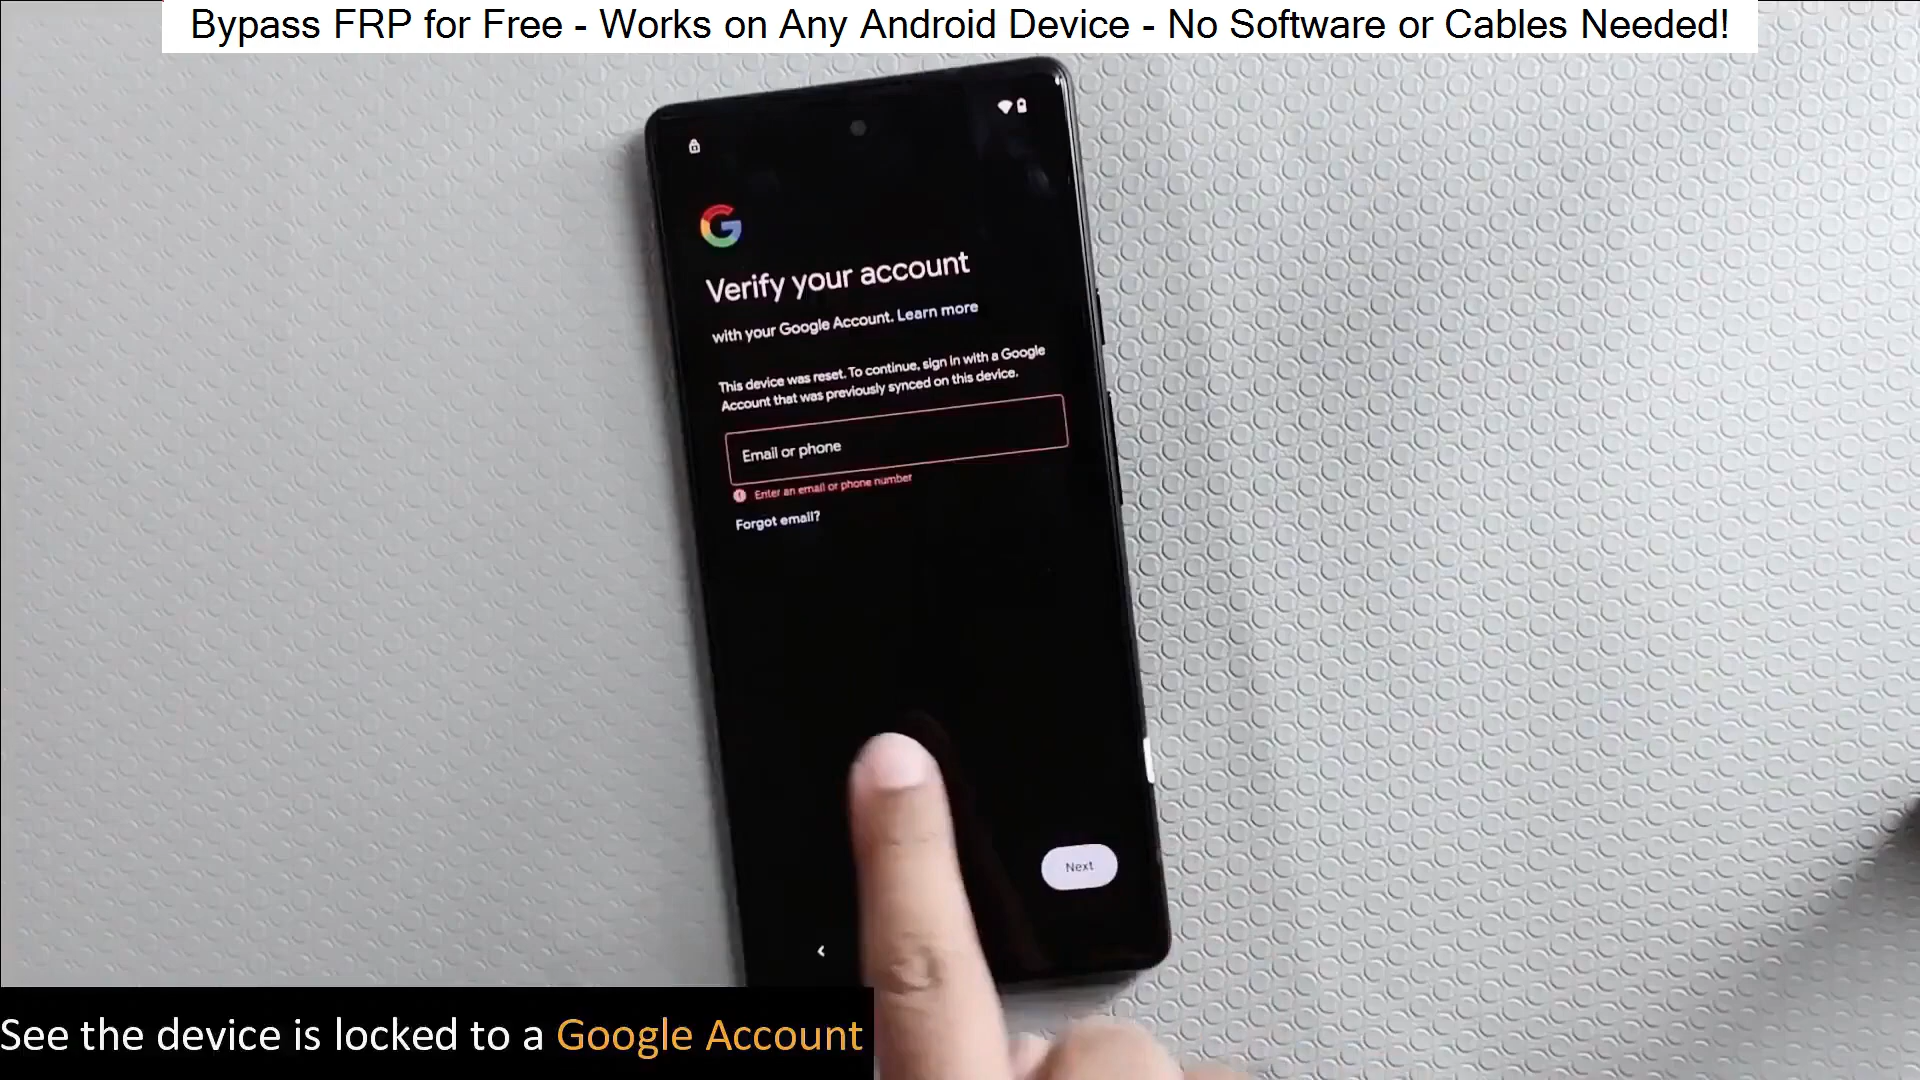 Bypass FRP for Free - Works on Any Android Device - No Software or Cables Needed!
Verify your account
with your Google Account. Learn more
This device was reset. To continue, sign in with a Google
Account that was previously synced on this device.
Email or phone
Enter an email or phone number
Forgot email?
Next
See the device is locked to a Google Account